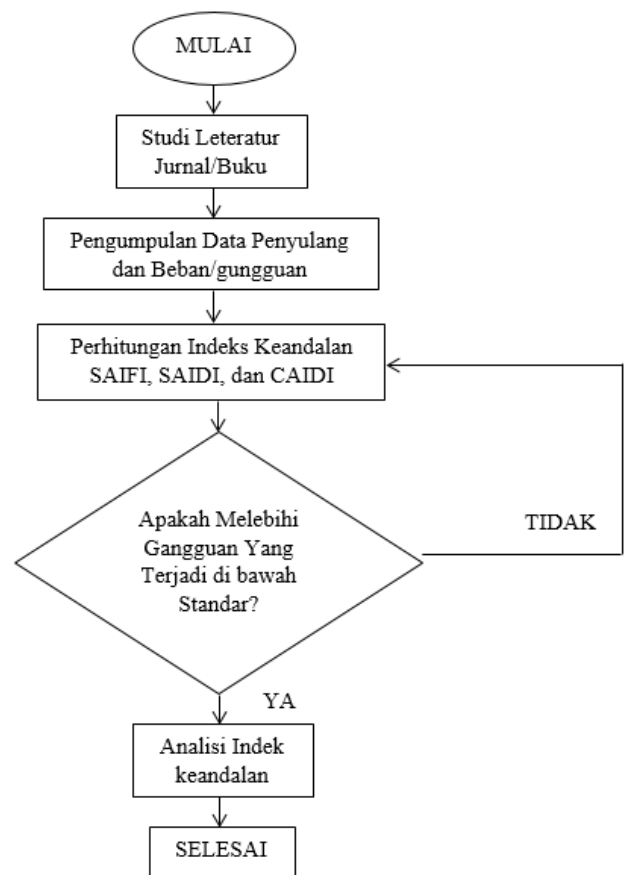 MULAI
Studi Leteratur
Jurnal/Buku
Pengumpulan Data Penyulang
dan Beban/gungguan
Perhitungan Indeks Keandalan
SAIFI, SAIDI, dan CAIDI
Apakah Melebihi
Gangguan Yang
Terjadi di bawah
Standar?
TIDAK
YA
Analisi Indek
keandalan
SELESAI